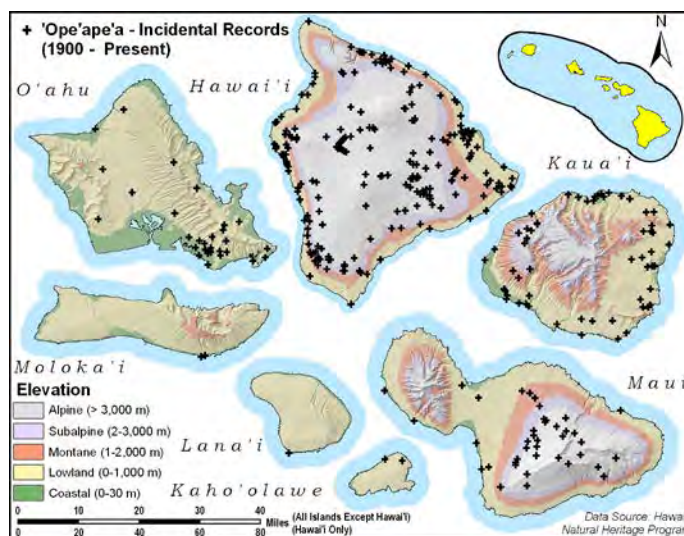 + 'Ope'ape'a - Incidental Records
(1900 - Present)
N
O'ahu
Hawai'i
Kaua'i
Moloka'i
Maui
Lana'i
Kaho'olawe
Elevation
Alpine (> 3,000 m)
Subalpine (2-3,000 m)
Montane (1-2,000 m)
Lowland (0-1,000 m)
Coastal (0-30 m)
0 5 10 20 30 40
0 10 20 40 60 80
Miles
(All Islands Except Hawai'i)
(Hawai'i Only)
Data Source: Hawai
Natural Heritage Program